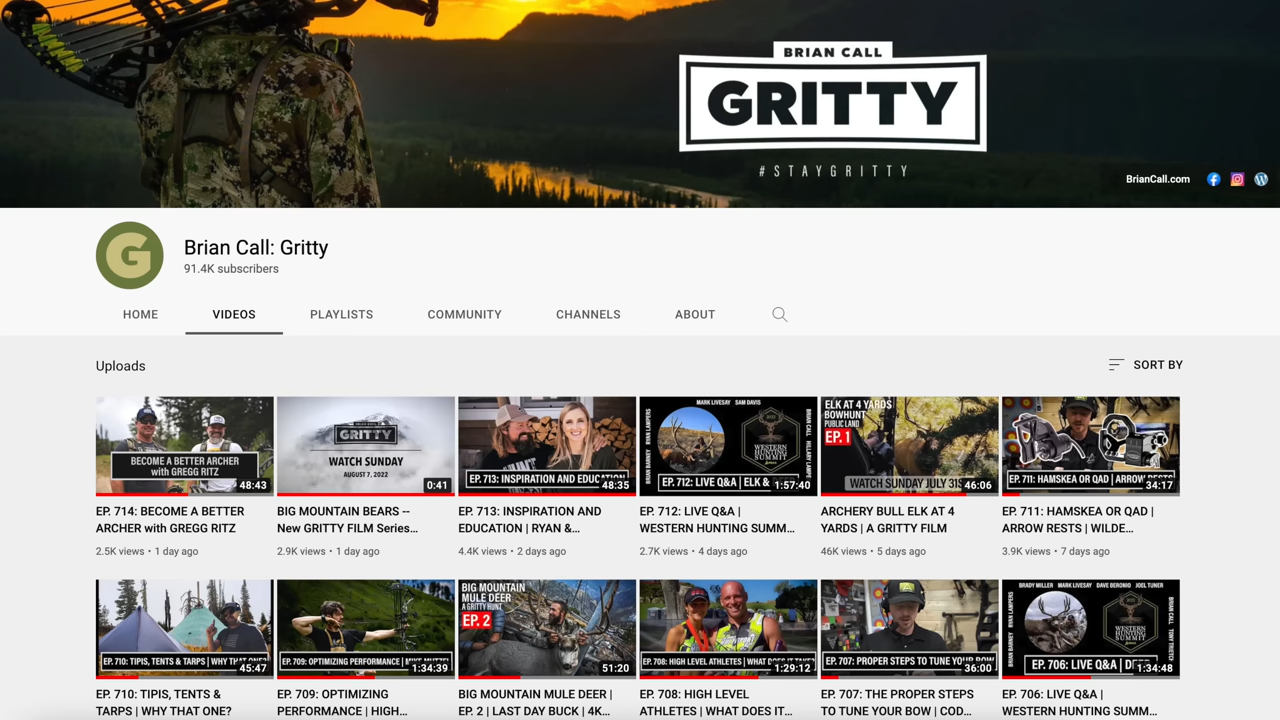 BRIAN CALL
GRITTY
#STAYGRITTY
BrianCall.com
G
Brian Call: Gritty
91.4K subscribers
HOME VIDEOS PLAYLISTS COMMUNITY CHANNELS ABOUT
Uploads
SORT BY
BECOME A BETTER ARCHER
with GREGG RITZ
48:43
EP. 714: BECOME A BETTER
ARCHER with GREGG RITZ
2.5K views • 1 day ago
GRITTY
WATCH SUNDAY
AUGUST 7, 2022
0:41
BIG MOUNTAIN BEARS --
New GRITTY FILM Series...
2.9K views • 1 day ago
EP. 713: INSPIRATION AND EDUCATION
48:35
EP. 713: INSPIRATION AND
EDUCATION | RYAN &...
4.4K views • 2 days ago
MARK LIVESAY SAM DAVIS
BRIAN BARNEY RYAN LAMPERS
WESTERN
HUNTING
SUMMIT
BRIAN CALL HILLARY LAMPE
EP. 712: LIVE Q&A | ELK &
1:57:40
EP. 712: LIVE Q&A |
WESTERN HUNTING SUMM...
2.7K views • 4 days ago
ELK AT 4 YARDS
BOWHUNT
PUBLIC LAND
EP. 1
WATCH SUNDAY JULY 31S
46:06
ARCHERY BULL ELK AT 4
YARDS | A GRITTY FILM
46K views • 5 days ago
EP. 711: HAMSKEA OR QAD | ARROW RESTS
34:17
EP. 711: HAMSKEA OR QAD |
ARROW RESTS | WILDE...
3.9K views • 7 days ago
EP. 710: TIPIS, TENTS & TARPS | WHY THAT ONE?
45:47
EP. 710: TIPIS, TENTS &
TARPS | WHY THAT ONE?
EP. 709: OPTIMIZING PERFORMANCE |
1:34:39
EP. 709: OPTIMIZING
PERFORMANCE | HIGH...
BIG MOUNTAIN
MULE DEER
A GRITTY HUNT
EP. 2
51:20
BIG MOUNTAIN MULE DEER |
EP. 2 | LAST DAY BUCK | 4K...
EP. 708: HIGH LEVEL ATHLETES | WHAT DOES IT TAKE?
1:29:12
EP. 708: HIGH LEVEL
ATHLETES | WHAT DOES IT...
EP. 707: PROPER STEPS TO TUNE YOUR BOW
36:00
EP. 707: THE PROPER STEPS
TO TUNE YOUR BOW | COD...
BRADY MILLER MARK LIVESAY DAVE BERONIO JOEL TUNER
BRIAN BARNEY RYAN LAMPERS
WESTERN
HUNTING
SUMMIT
BRIAN CALL TONY TRIETCH
EP. 706: LIVE Q&A |
1:34:48
EP. 706: LIVE Q&A |
WESTERN HUNTING SUMM...